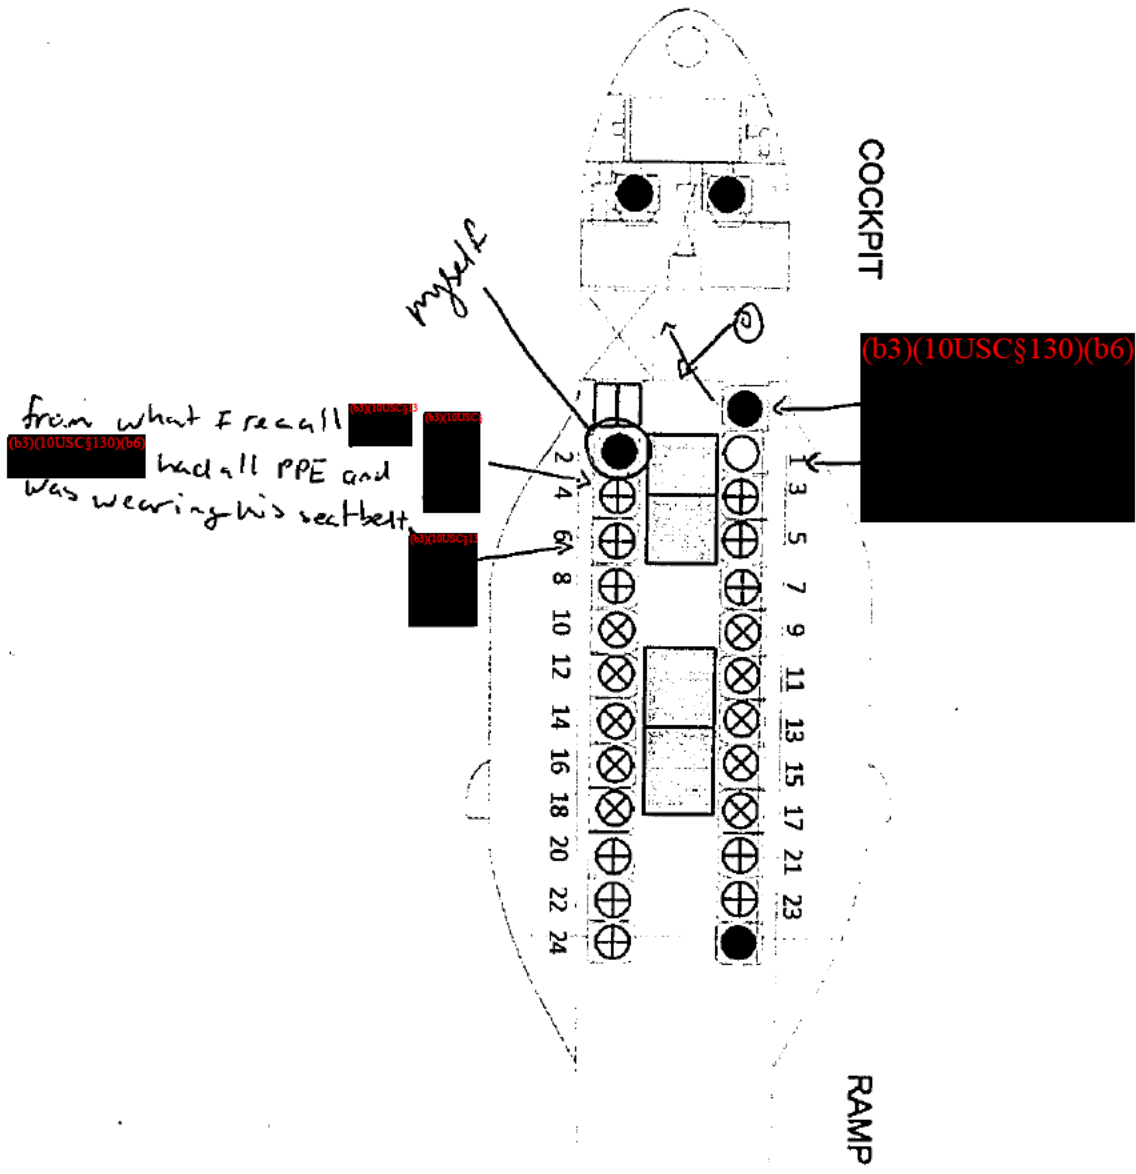 COCKPIT
myself
(b3)(10USC§130)(b6)
from what I recall (b3)(10USC§13 (b3)(10USC§
(b3)(10USC§130)(b6) had all PPE and
was wearing his seatbelt.
(b3)(10USC§13
2 1
4 3
6 5
8 7
10 9
12 11
14 13
16 15
18 17
20 21
22 23
24
RAMP